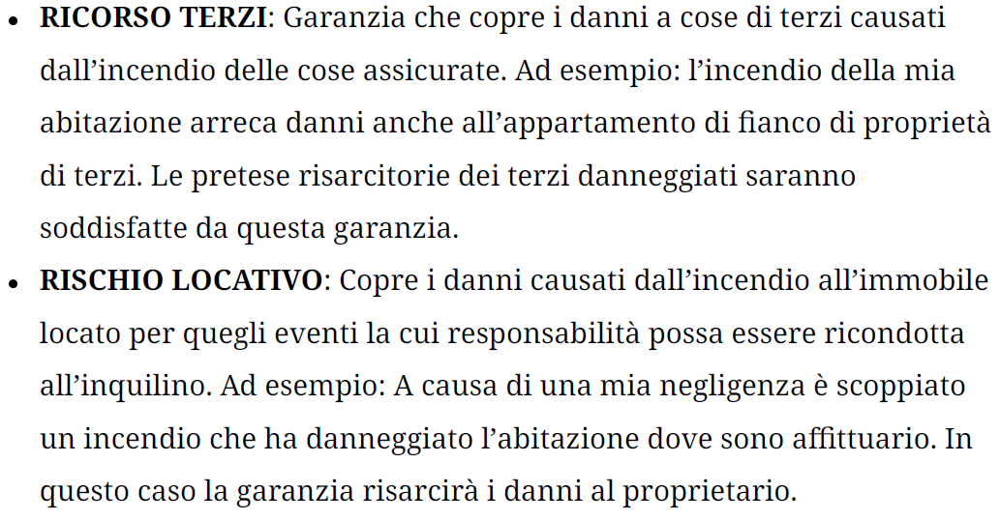 • RICORSO TERZI: Garanzia che copre i danni a cose di terzi causati
dall’incendio delle cose assicurate. Ad esempio: l’incendio della mia
abitazione arreca danni anche all’appartamento di fianco di proprietà
di terzi. Le pretese risarcitorie dei terzi danneggiati saranno
soddisfatte da questa garanzia.
• RISCHIO LOCATIVO: Copre i danni causati dall’incendio all’immobile
locato per quegli eventi la cui responsabilità possa essere ricondotta
all’inquilino. Ad esempio: A causa di una mia negligenza è scoppiato
un incendio che ha danneggiato l’abitazione dove sono affittuario. In
questo caso la garanzia risarcirà i danni al proprietario.